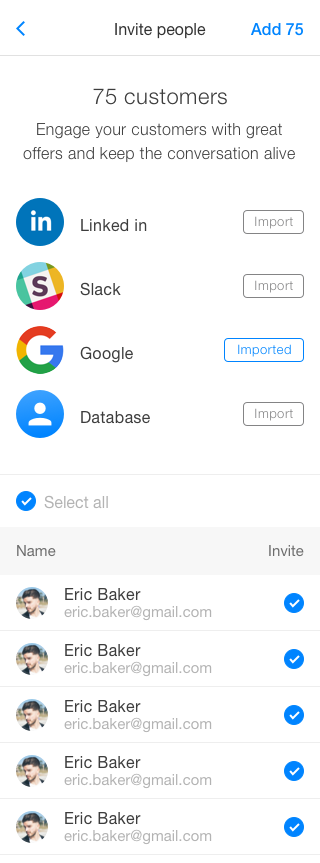 Invite people
Add 75
75 customers
Engage your customers with great
offers and keep the conversation alive
in
Linked in
Import
S
Slack
Import
G
Google
Imported
Database
Import
Select all
Name
Invite
Eric Baker
eric.baker@gmail.com
Eric Baker
eric.baker@gmail.com
Eric Baker
eric.baker@gmail.com
Eric Baker
eric.baker@gmail.com
Eric Baker
eric.baker@gmail.com